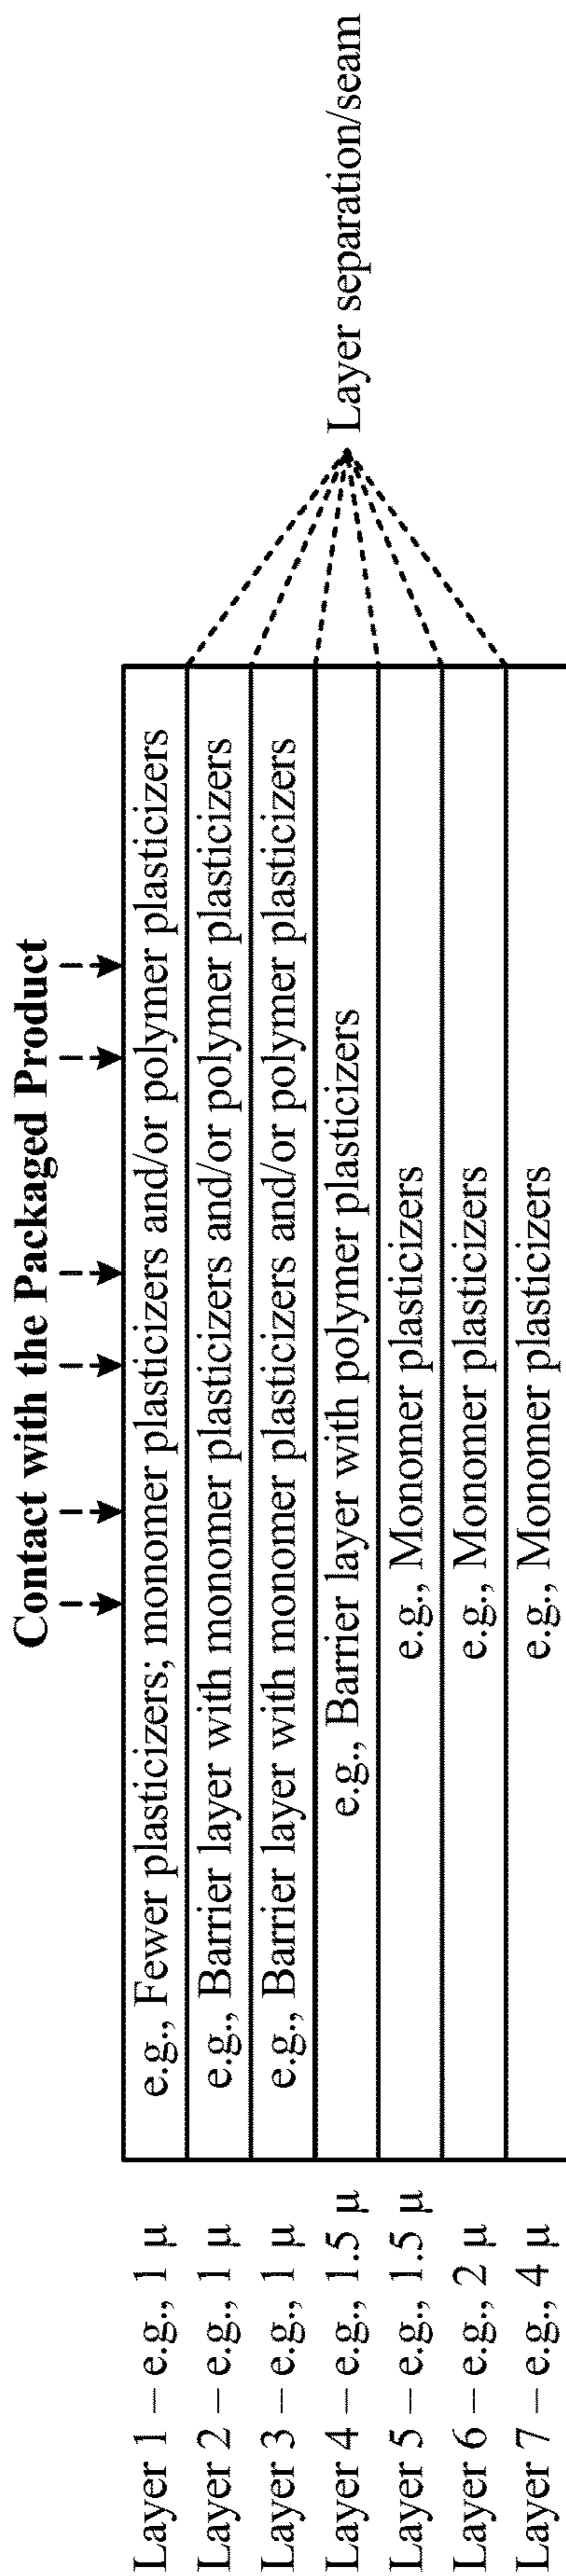 Contact with the Packaged Product
Layer 1 – e.g., 1 μ
e.g., Fewer plasticizers; monomer plasticizers and/or polymer plasticizers
Layer 2 – e.g., 1 μ
e.g., Barrier layer with monomer plasticizers and/or polymer plasticizers
Layer 3 – e.g., 1 μ
e.g., Barrier layer with monomer plasticizers and/or polymer plasticizers
Layer 4 – e.g., 1.5 μ
e.g., Barrier layer with polymer plasticizers
Layer 5 – e.g., 1.5 μ
e.g., Monomer plasticizers
Layer 6 – e.g., 2 μ
e.g., Monomer plasticizers
Layer 7 – e.g., 4 μ
e.g., Monomer plasticizers
Layer separation/seam